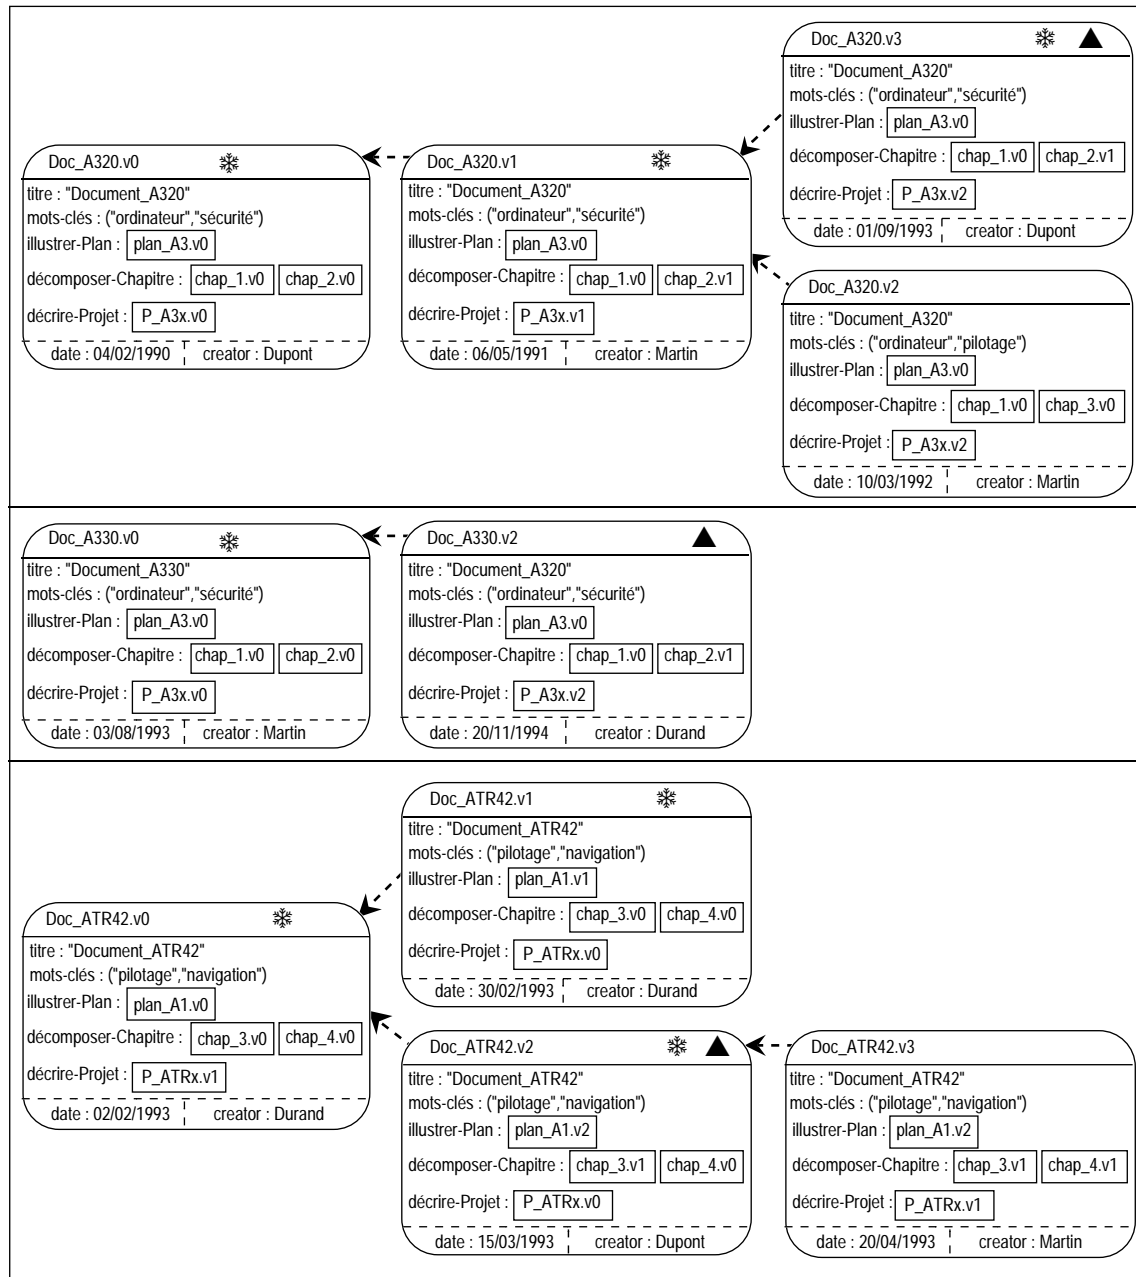 Doc_A320.v3
titre : "Document_A320"
mots-clés : ("ordinateur","sécurité")
illustrer-Plan : plan_A3.v0
décomposer-Chapitre : chap_1.v0 chap_2.v1
décrire-Projet : P_A3x.v2
date : 01/09/1993 creator : Dupont
Doc_A320.v0
titre : "Document_A320"
mots-clés : ("ordinateur","sécurité")
illustrer-Plan : plan_A3.v0
décomposer-Chapitre : chap_1.v0 chap_2.v0
décrire-Projet : P_A3x.v0
date : 04/02/1990 creator : Dupont
Doc_A320.v1
titre : "Document_A320"
mots-clés : ("ordinateur","sécurité")
illustrer-Plan : plan_A3.v0
décomposer-Chapitre : chap_1.v0 chap_2.v1
décrire-Projet : P_A3x.v1
date : 06/05/1991 creator : Martin
Doc_A320.v2
titre : "Document_A320"
mots-clés : ("ordinateur","pilotage")
illustrer-Plan : plan_A3.v0
décomposer-Chapitre : chap_1.v0 chap_3.v0
décrire-Projet : P_A3x.v2
date : 10/03/1992 creator : Martin
Doc_A330.v0
titre : "Document_A330"
mots-clés : ("ordinateur","sécurité")
illustrer-Plan : plan_A3.v0
décomposer-Chapitre : chap_1.v0 chap_2.v0
décrire-Projet : P_A3x.v0
date : 03/08/1993 creator : Martin
Doc_A330.v2
titre : "Document_A320"
mots-clés : ("ordinateur","sécurité")
illustrer-Plan : plan_A3.v0
décomposer-Chapitre : chap_1.v0 chap_2.v1
décrire-Projet : P_A3x.v2
date : 20/11/1994 creator : Durand
Doc_ATR42.v1
titre : "Document_ATR42"
mots-clés : ("pilotage","navigation")
illustrer-Plan : plan_A1.v1
décomposer-Chapitre : chap_3.v0 chap_4.v0
décrire-Projet : P_ATRx.v0
date : 30/02/1993 creator : Durand
Doc_ATR42.v0
titre : "Document_ATR42"
mots-clés : ("pilotage","navigation")
illustrer-Plan : plan_A1.v0
décomposer-Chapitre : chap_3.v0 chap_4.v0
décrire-Projet : P_ATRx.v1
date : 02/02/1993 creator : Durand
Doc_ATR42.v2
titre : "Document_ATR42"
mots-clés : ("pilotage","navigation")
illustrer-Plan : plan_A1.v2
décomposer-Chapitre : chap_3.v1 chap_4.v0
décrire-Projet : P_ATRx.v0
date : 15/03/1993 creator : Dupont
Doc_ATR42.v3
titre : "Document_ATR42"
mots-clés : ("pilotage","navigation")
illustrer-Plan : plan_A1.v2
décomposer-Chapitre : chap_3.v1 chap_4.v1
décrire-Projet : P_ATRx.v1
date : 20/04/1993 creator : Martin